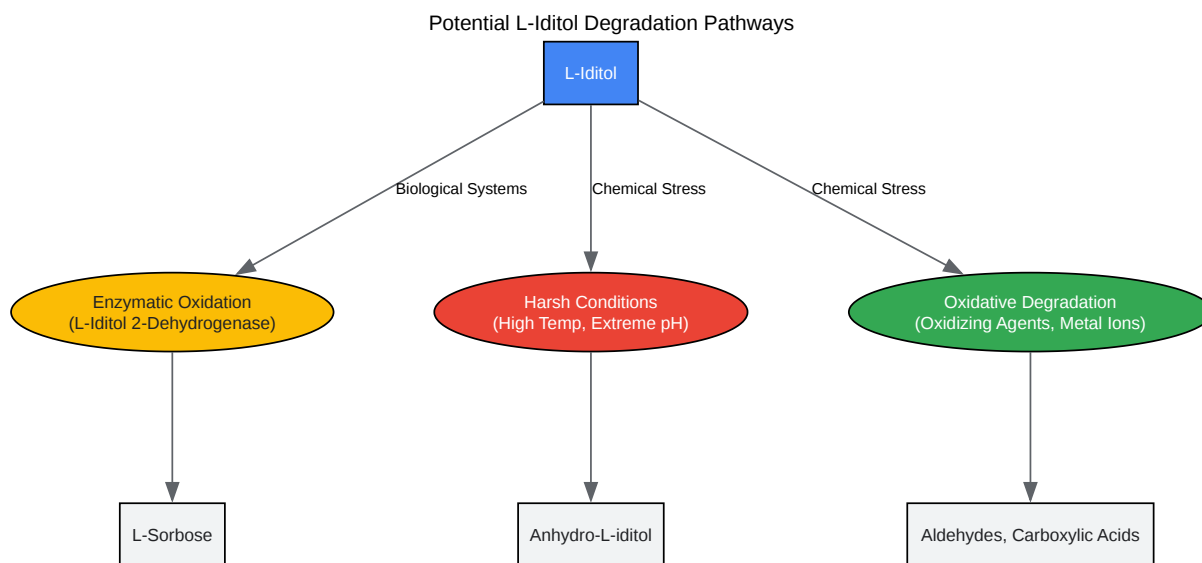 Potential L-Iditol Degradation Pathways
L-Iditol
Biological Systems
Chemical Stress
Chemical Stress
Enzymatic Oxidation
(L-Iditol 2-Dehydrogenase)
Harsh Conditions
(High Temp, Extreme pH)
Oxidative Degradation
(Oxidizing Agents, Metal Ions)
L-Sorbose
Anhydro-L-iditol
Aldehydes, Carboxylic Acids